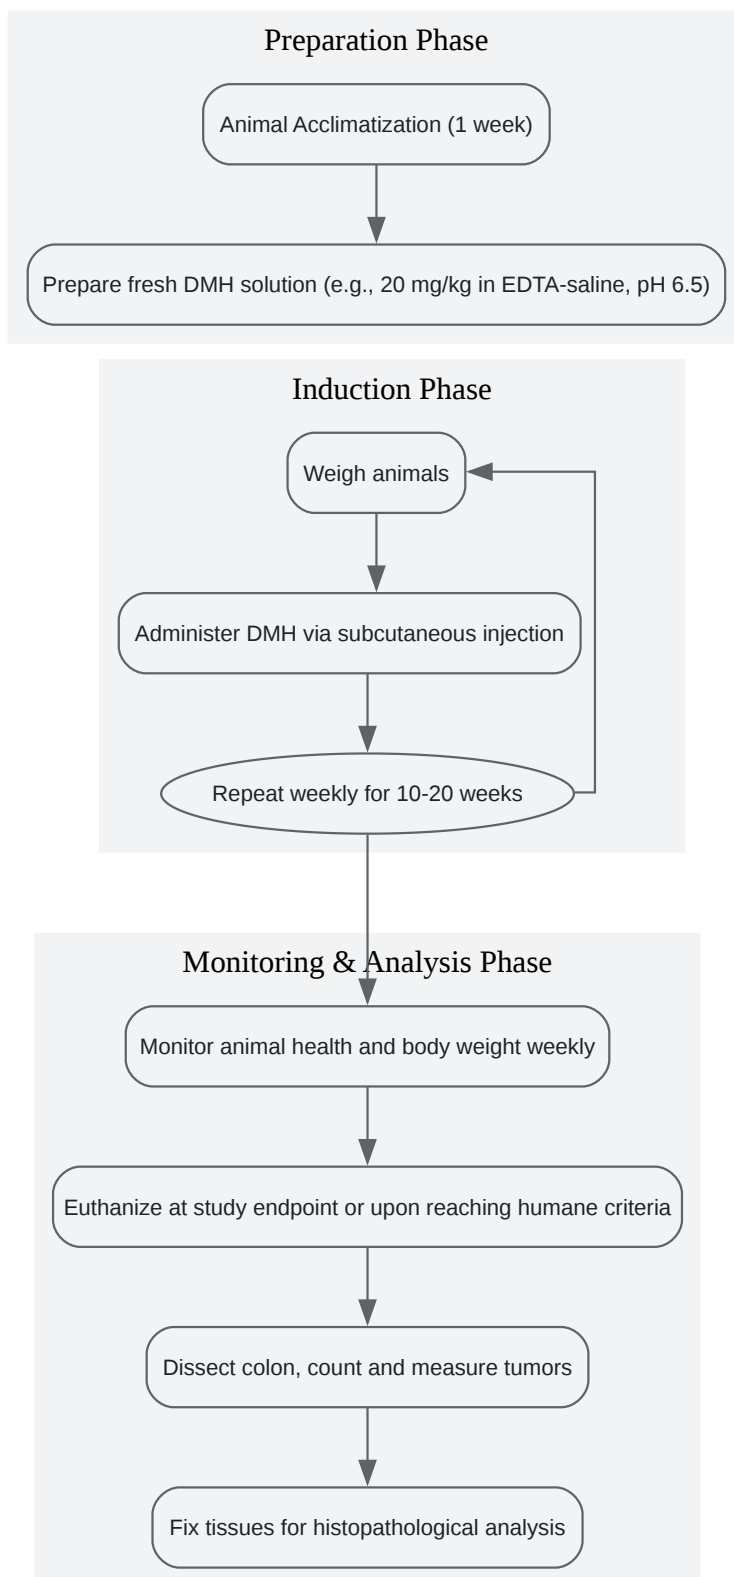 Preparation Phase
Animal Acclimatization (1 week)
Prepare fresh DMH solution (e.g., 20 mg/kg in EDTA-saline, pH 6.5)
Induction Phase
Weigh animals
Administer DMH via subcutaneous injection
Repeat weekly for 10-20 weeks
Monitoring & Analysis Phase
Monitor animal health and body weight weekly
Euthanize at study endpoint or upon reaching humane criteria
Dissect colon, count and measure tumors
Fix tissues for histopathological analysis